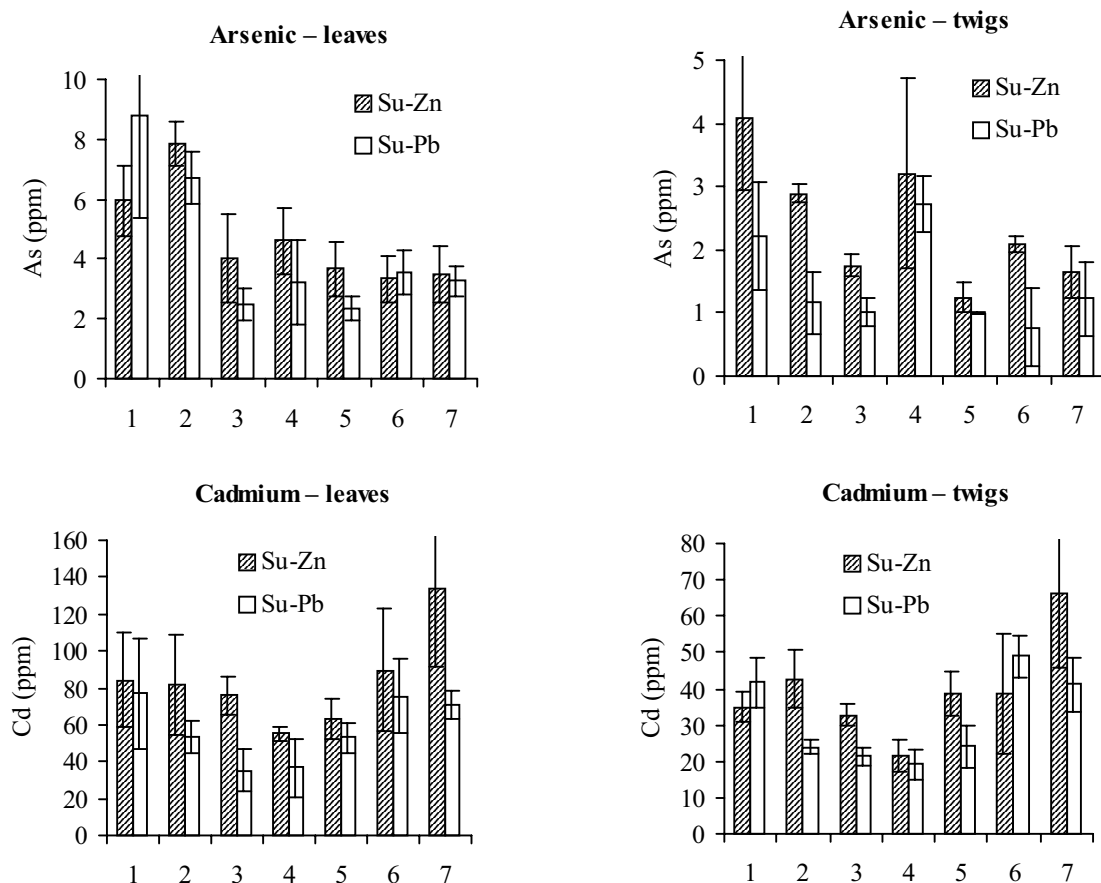 Arsenic – leaves
10
8
6
4
2
0
As (ppm)
Su-Zn
Su-Pb
1 2 3 4 5 6 7
Arsenic – twigs
5
4
3
2
1
0
As (ppm)
Su-Zn
Su-Pb
1 2 3 4 5 6 7
Cadmium – leaves
160
140
120
100
80
60
40
20
0
Cd (ppm)
Su-Zn
Su-Pb
1 2 3 4 5 6 7
Cadmium – twigs
80
70
60
50
40
30
20
10
0
Cd (ppm)
Su-Zn
Su-Pb
1 2 3 4 5 6 7